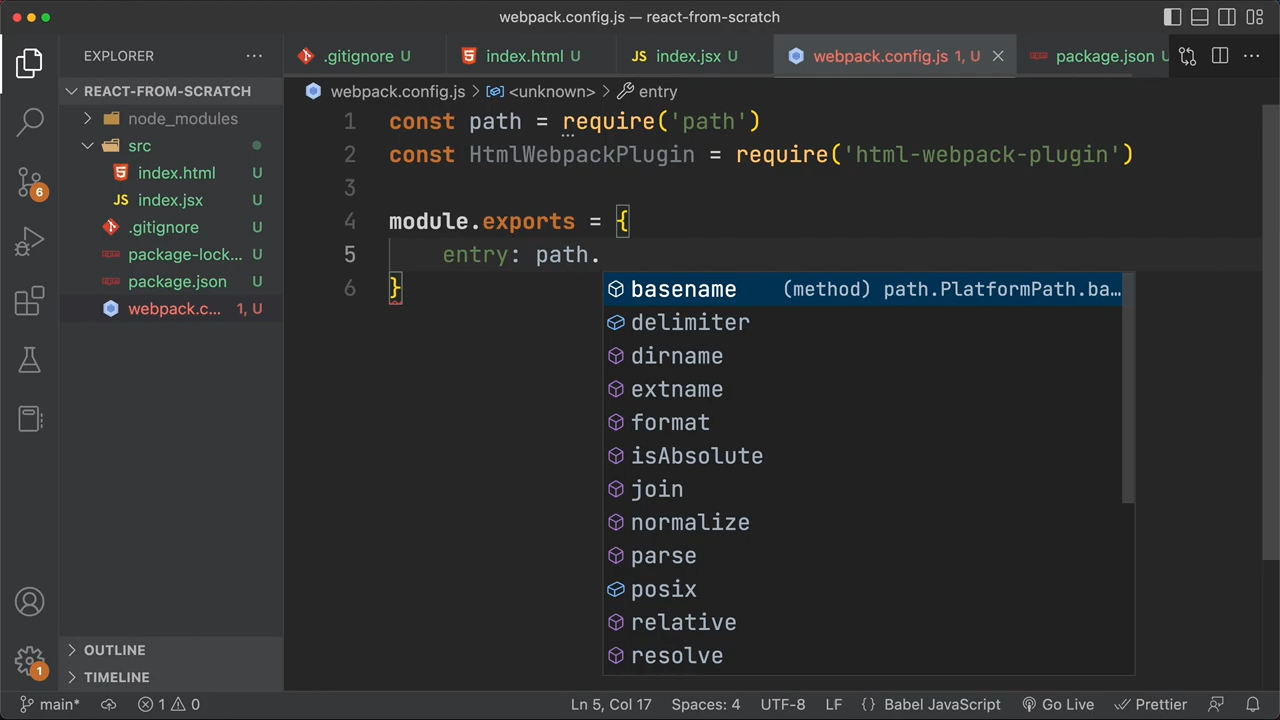 webpack.config.js — react-from-scratch
EXPLORER
.gitignore U
index.html U
JS index.jsx U
webpack.config.js 1, U
package.json U
REACT-FROM-SCRATCH
webpack.config.js > <unknown> > entry
node_modules
src
index.html U
JS index.jsx U
.gitignore U
package-lock... U
package.json U
webpack.c... 1, U
1 const path = require('path')
2 const HtmlWebpackPlugin = require('html-webpack-plugin')
3
4 module.exports = {
5 entry: path.
6 }
basename (method) path.PlatformPath.ba…
delimiter
dirname
extname
format
isAbsolute
join
normalize
parse
posix
relative
resolve
6
1
OUTLINE
TIMELINE
main* 1 0 Ln 5, Col 17 Spaces: 4 UTF-8 LF {} Babel JavaScript Go Live Prettier